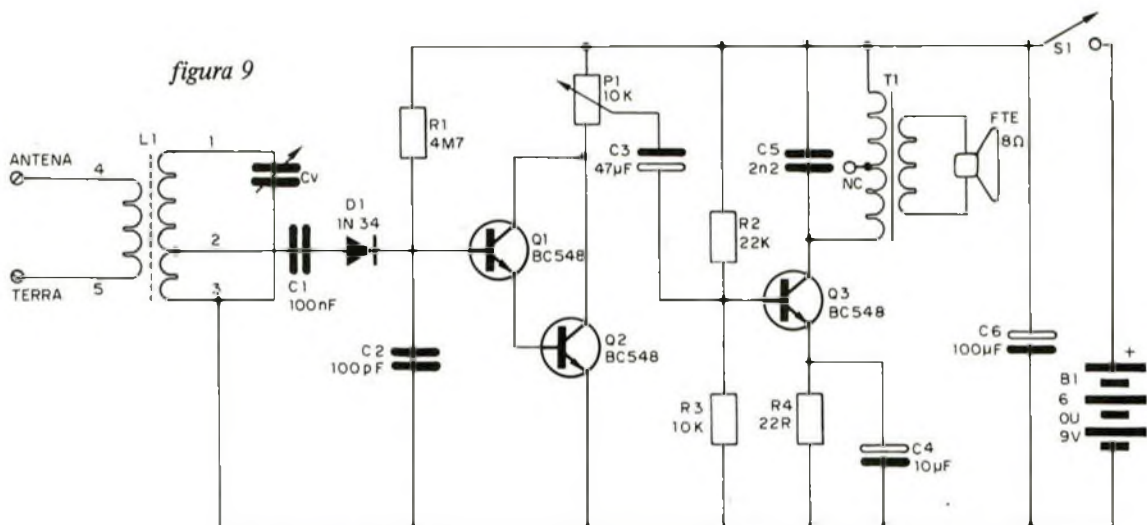 figura 9
ANTENA
4
L1
1
CV
2
3
TERRA
5
C1
100nF
D1
1N 34
R1
4M7
C2
100pF
Q1
BC548
Q2
BC548
P1
10K
C3
47µF
R2
22K
R3
10K
C5
2n2
NC
Q3
BC548
R4
22R
C4
10µF
T1
FTE
8Ω
S1
C6
100µF
+
B1
6
OU
9V